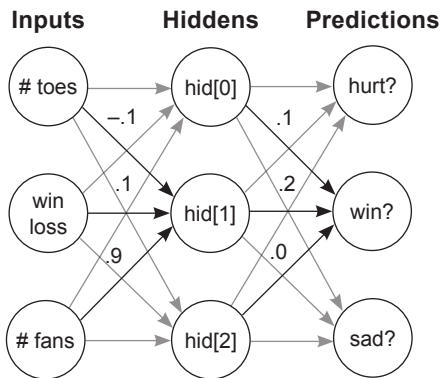 Inputs Hiddens Predictions
# toes hid[0] hurt?
–.1 .1
.1 .2
win
loss hid[1] win?
.9 .0
# fans hid[2] sad?